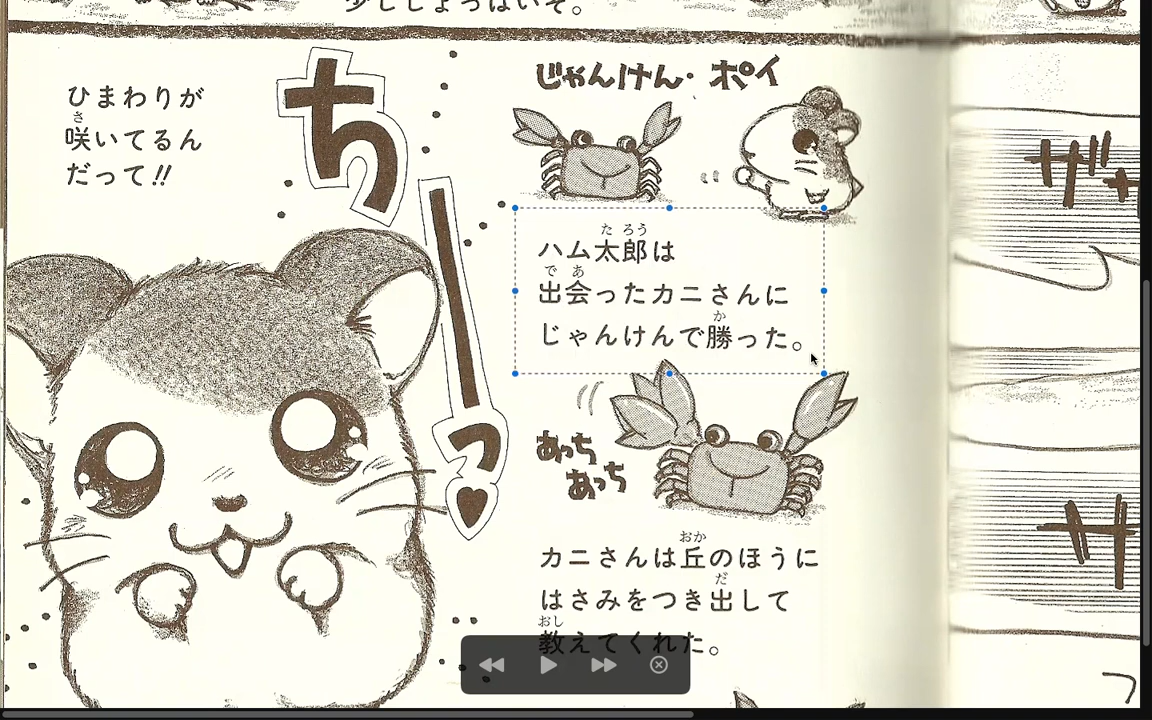 少ししょっぱいぞ。
じゃんけん・ポイ
ハム太郎は
出会ったカニさんに
じゃんけんで勝った。
あっち
あっち
カニさんは丘のほうに
はさみをつき出して
教えてくれた。
ちーっ♥
ひまわりが
咲いてるん
だって!!